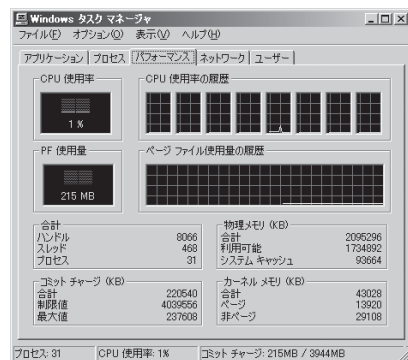 Windows タスク マネージャ
ファイル(F) オプション(O) 表示(V) ヘルプ(H)
アプリケーション プロセス パフォーマンス ネットワーク ユーザー
CPU 使用率
1 %
CPU 使用率の履歴
PF 使用量
215 MB
ページ ファイル使用量の履歴
合計
ハンドル 8066
スレッド 468
プロセス 31
物理メモリ (KB)
合計 2095296
利用可能 1734892
システム キャッシュ 93664
コミット チャージ (KB)
合計 220540
制限値 4039556
最大値 237608
カーネル メモリ (KB)
合計 43028
ページ 13920
非ページ 29108
プロセス: 31 CPU 使用率: 1% コミット チャージ: 215MB / 3944MB